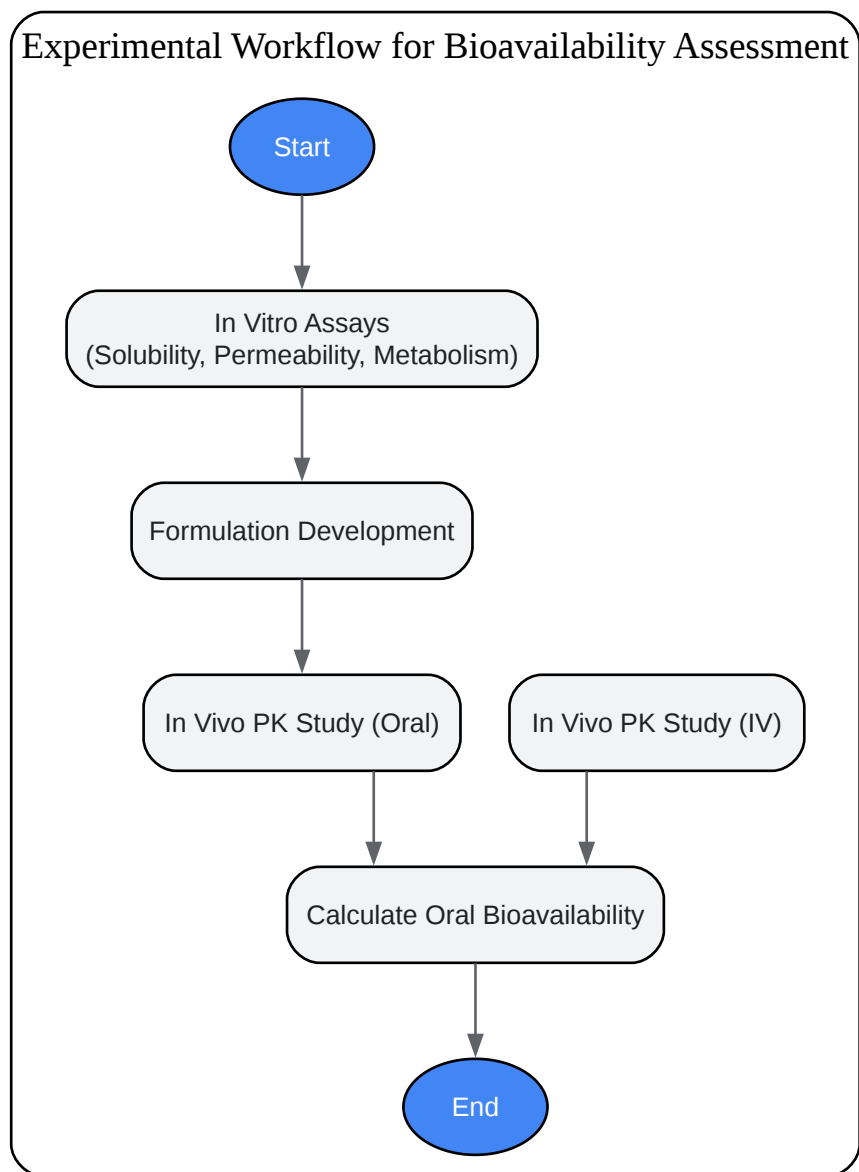 Experimental Workflow for Bioavailability Assessment
Start
In Vitro Assays
(Solubility, Permeability, Metabolism)
Formulation Development
In Vivo PK Study (Oral)
In Vivo PK Study (IV)
Calculate Oral Bioavailability
End